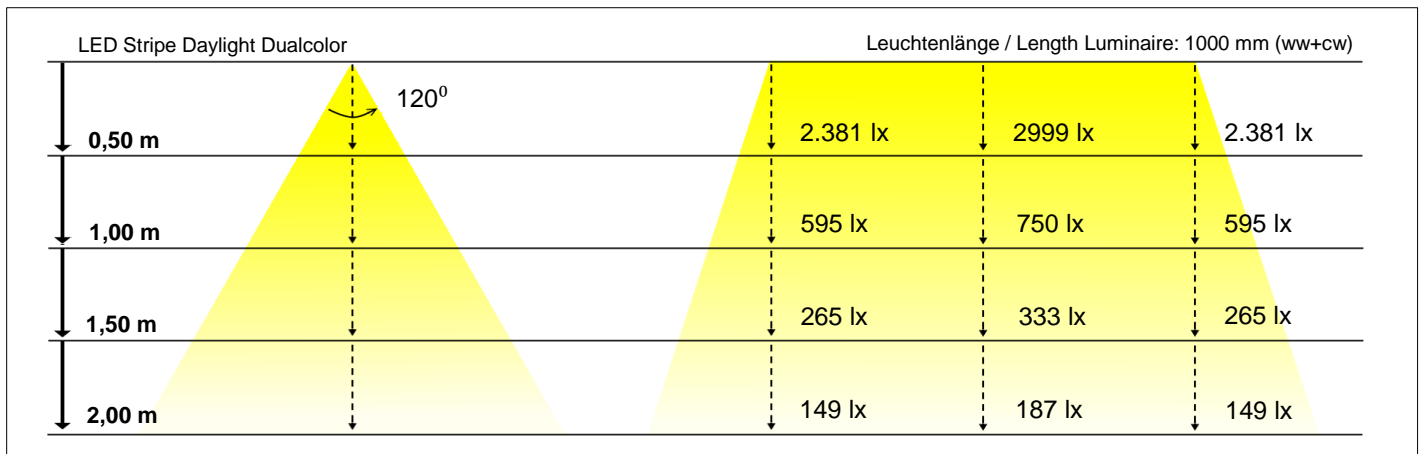 LED Stripe Daylight Dualcolor
Leuchtenlänge / Length Luminaire: 1000 mm (ww+cw)
120⁰
0,50 m
2.381 lx 2999 lx 2.381 lx
1,00 m
595 lx 750 lx 595 lx
1,50 m
265 lx 333 lx 265 lx
2,00 m
149 lx 187 lx 149 lx